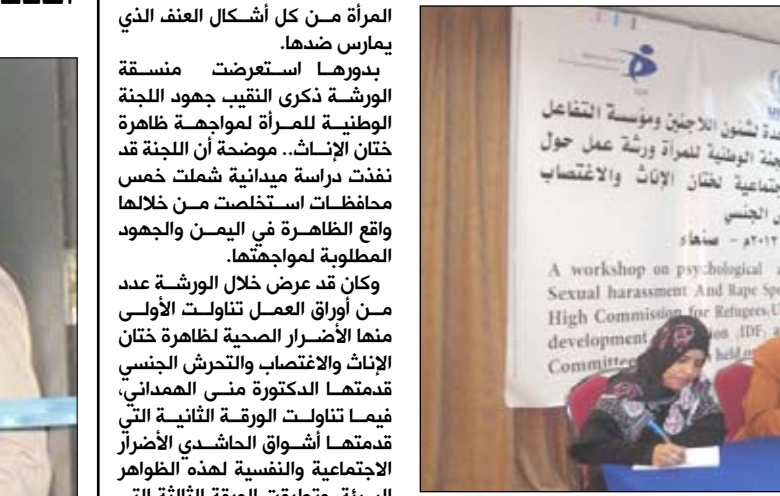 المرأة من كل أشكال العنف الذي
يمارس ضدها.
بدورها استعرضت منسقة
الورشة ذكرى النقيب جهود اللجنة
الوطنية للمرأة لمواجهة ظاهرة
ختان الإناث.. موضحة أن اللجنة قد
نفذت دراسة ميدانية شملت خمس
محافظات استخلصت من خلالها
واقع الظاهرة في اليمن والجهود
المطلوبة لمواجهتها.
وكان قد عرض خلال الورشة عدد
من أوراق العمل تناولت الأولى
منها الأضرار الصحية لظاهرة ختان
الإناث والاغتصاب والتحرش الجنسي
قدمتها الدكتورة منى الهمداني،
فيما تناولت الورقة الثانية التي
قدمتها أشواق الحاشدي الأضرار
الاجتماعية والنفسية لهذه الظواهر
لشئون اللاجئين ومؤسسة التفاعل
الوطنية للمرأة ورشة عمل حول
لختان الإناث والاغتصاب
الجنسي
صنعاء
A workshop on psychological
Sexual harassment And Rape
High Commission for Refugees
development IDF
Committee held